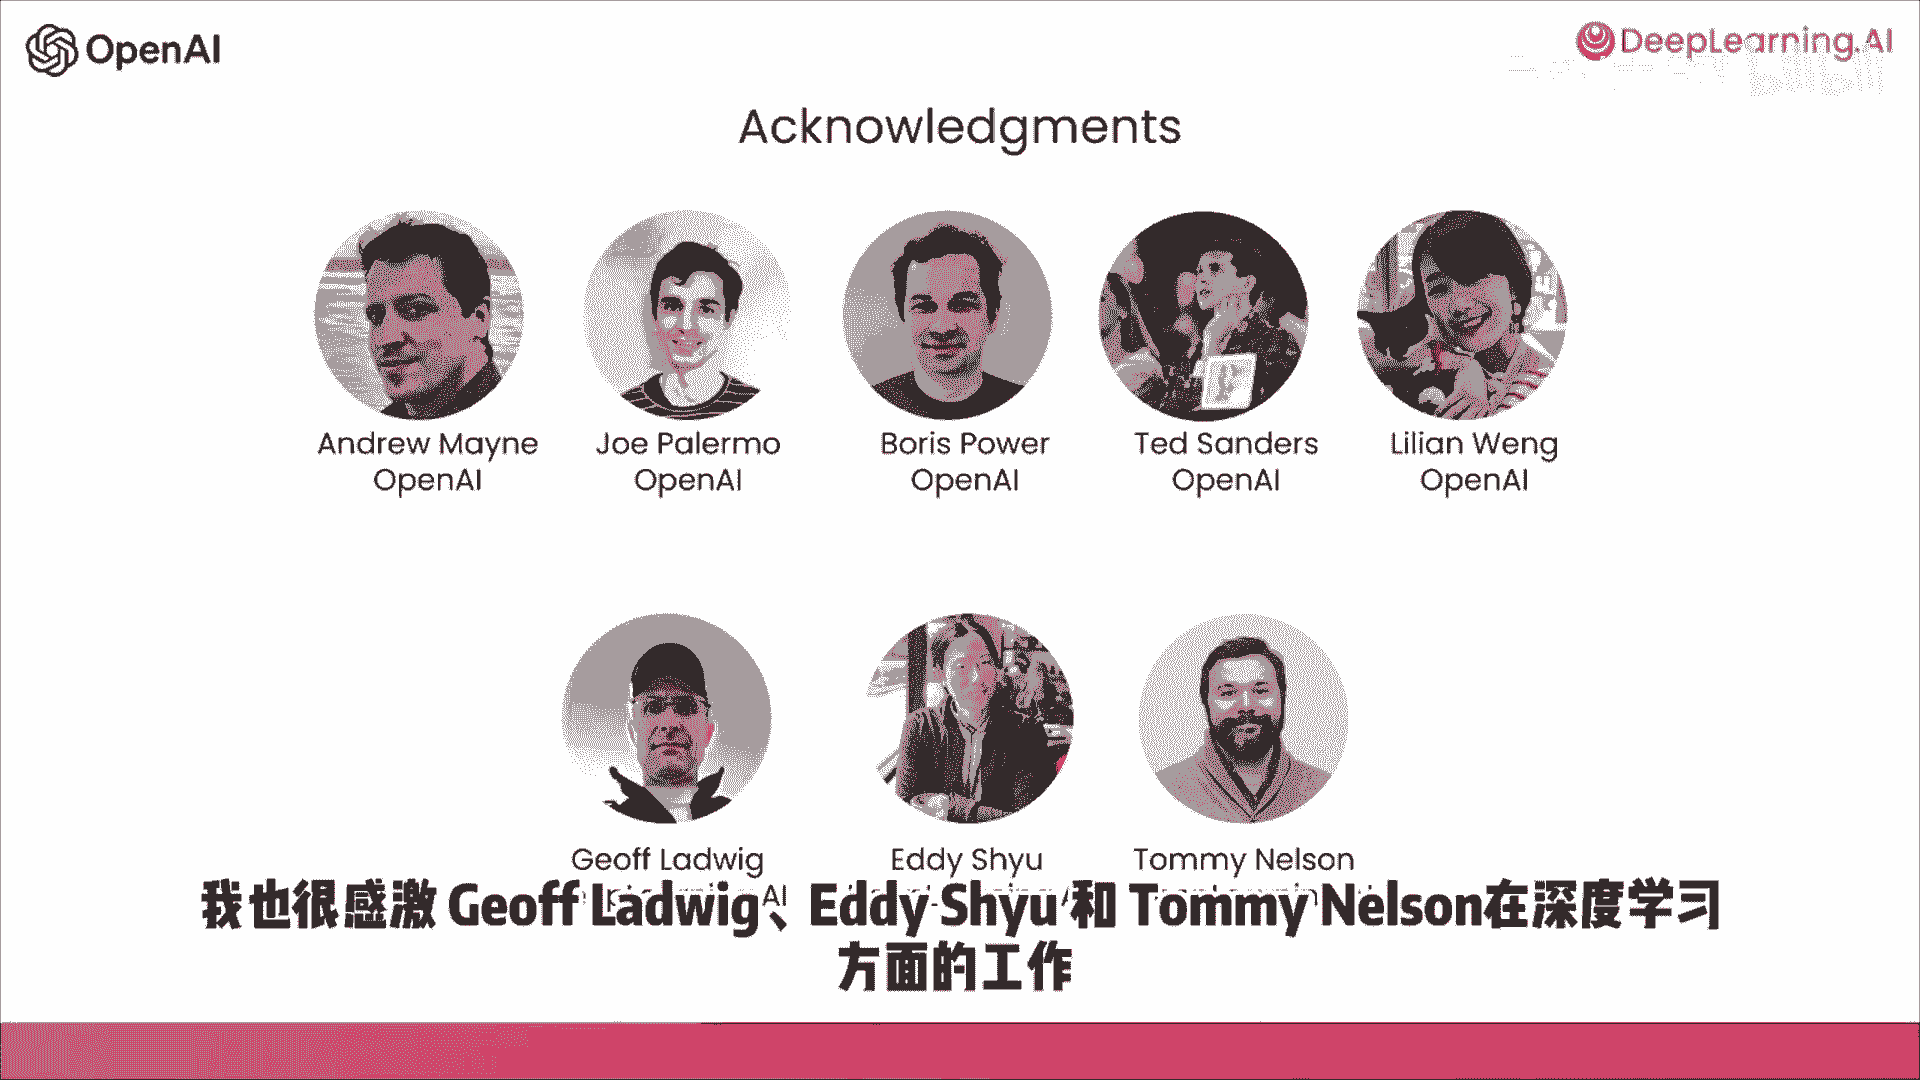 OpenAI
DeepLearning.AI
Acknowledgments
Andrew Mayne
OpenAI
Joe Palermo
OpenAI
Boris Power
OpenAI
Ted Sanders
OpenAI
Lilian Weng
OpenAI
Geoff Ladwig
AI
Eddy Shyu
Tommy Nelson
我也很感激 Geoff Ladwig、Eddy Shyu 和 Tommy Nelson在深度学习
方面的工作